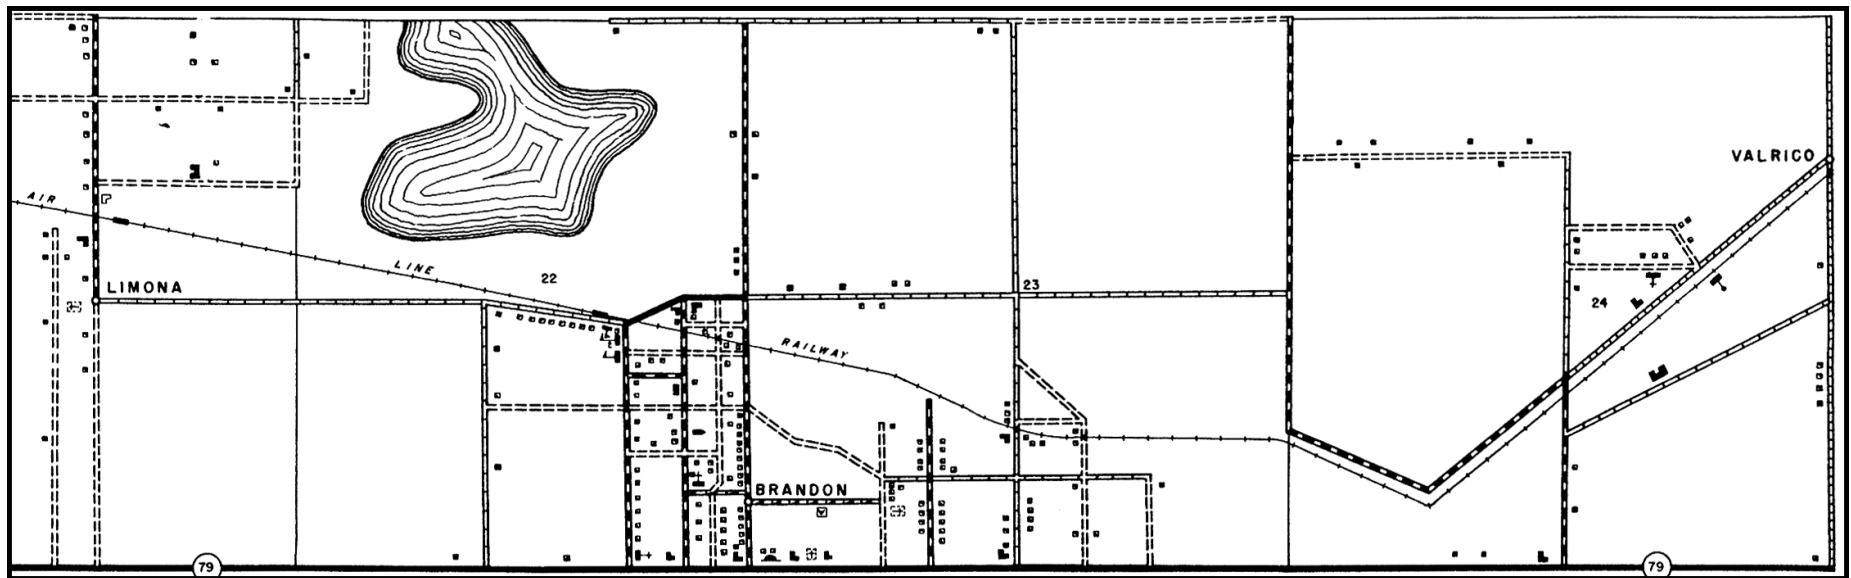 VALRICO
AIR
LINE
22
LIMONA
23
24
RAILWAY
BRANDON
79
79